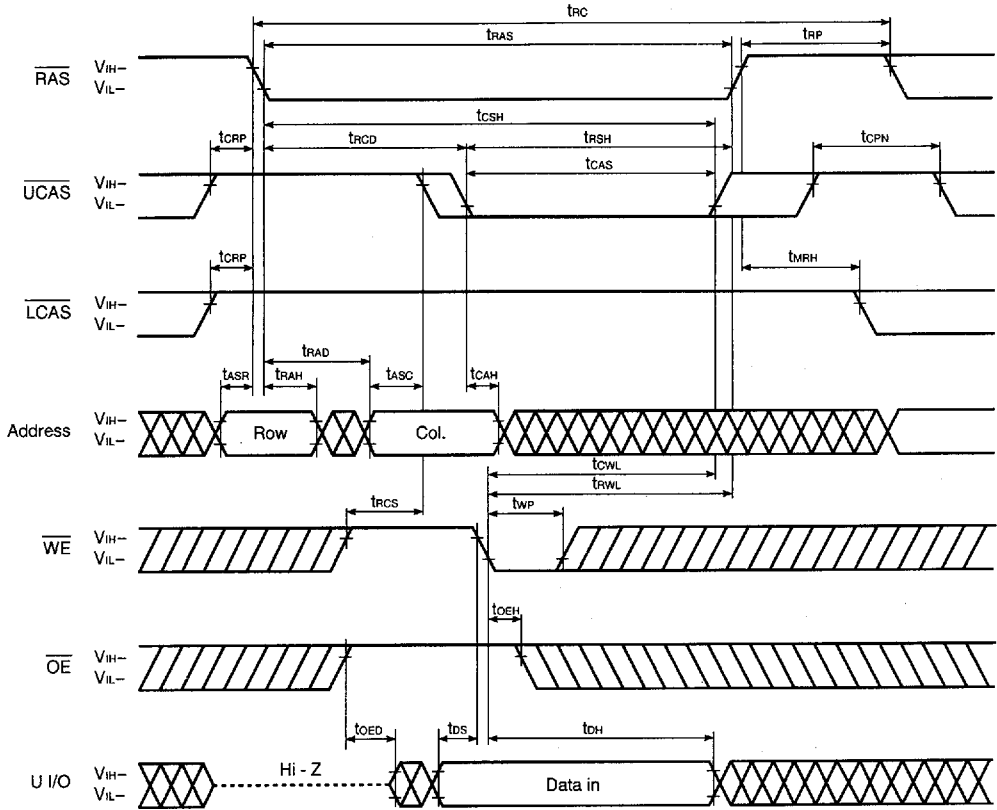 tRC
tRAS
tRP
RAS
VIH–
VIL–
tCSH
tCRP
tRCD
tRSH
tCPN
tCAS
UCAS
VIH–
VIL–
tCRP
tMRH
LCAS
VIH–
VIL–
tRAD
tASR
tRAH
tASC
tCAH
Address
VIH–
VIL–
Row
Col.
tCWL
tRWL
tRCS
tWP
WE
VIH–
VIL–
tOEH
OE
VIH–
VIL–
tOED
tDS
tDH
U I/O
VIH–
VIL–
Hi - Z
Data in